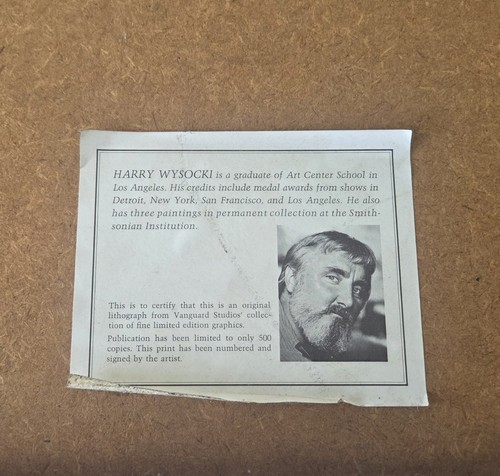 HARRY WYSOCKI is a graduate of Art Center School in
Los Angeles. His credits include medal awards from shows in
Detroit, New York, San Francisco, and Los Angeles. He also
has three paintings in permanent collection at the Smith-
sonian Institution.
This is to certify that this is an original
lithograph from Vanguard Studios' collec-
tion of fine limited edition graphics.
Publication has been limited to only 500
copies. This print has been numbered and
signed by the artist.